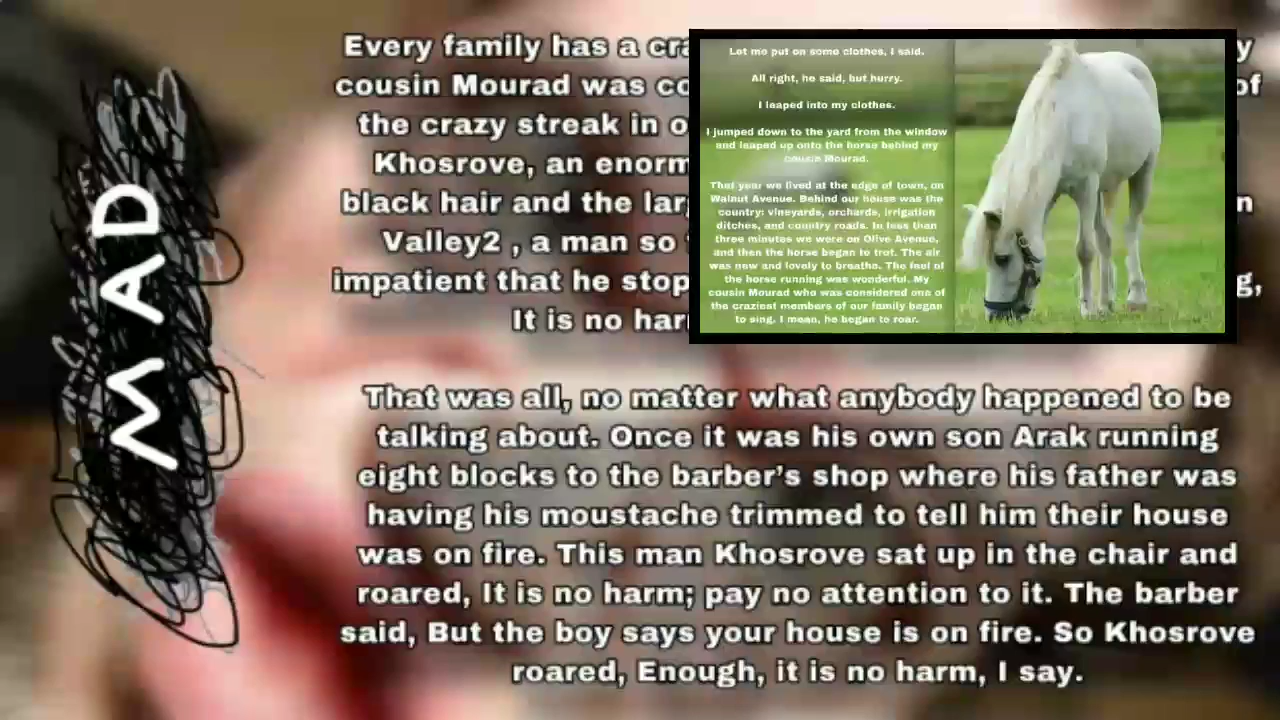 MAD
Every family has a cra
y
cousin Mourad was co
of
the crazy streak in o
Khosrove, an enorm
black hair and the larg
n
Valley2 , a man so
impatient that he stop
g,
It is no harm
That was all, no matter what anybody happened to be
talking about. Once it was his own son Arak running
eight blocks to the barber's shop where his father was
having his moustache trimmed to tell him their house
was on fire. This man Khosrove sat up in the chair and
roared, It is no harm; pay no attention to it. The barber
said, But the boy says your house is on fire. So Khosrove
roared, Enough, it is no harm, I say.
Let me put on some clothes, I said.
All right, he said, but hurry.
I leaped into my clothes.
I jumped down to the yard from the window
and leaped up onto the horse behind my
cousin Mourad.
That year we lived at the edge of town, on
Walnut Avenue. Behind our house was the
country: vineyards, orchards, irrigation
ditches, and country roads. In less than
three minutes we were on Olive Avenue,
and then the horse began to trot. The air
was new and lovely to breathe. The feel of
the horse running was wonderful. My
cousin Mourad who was considered one of
the craziest members of our family began
to sing. I mean, he began to roar.